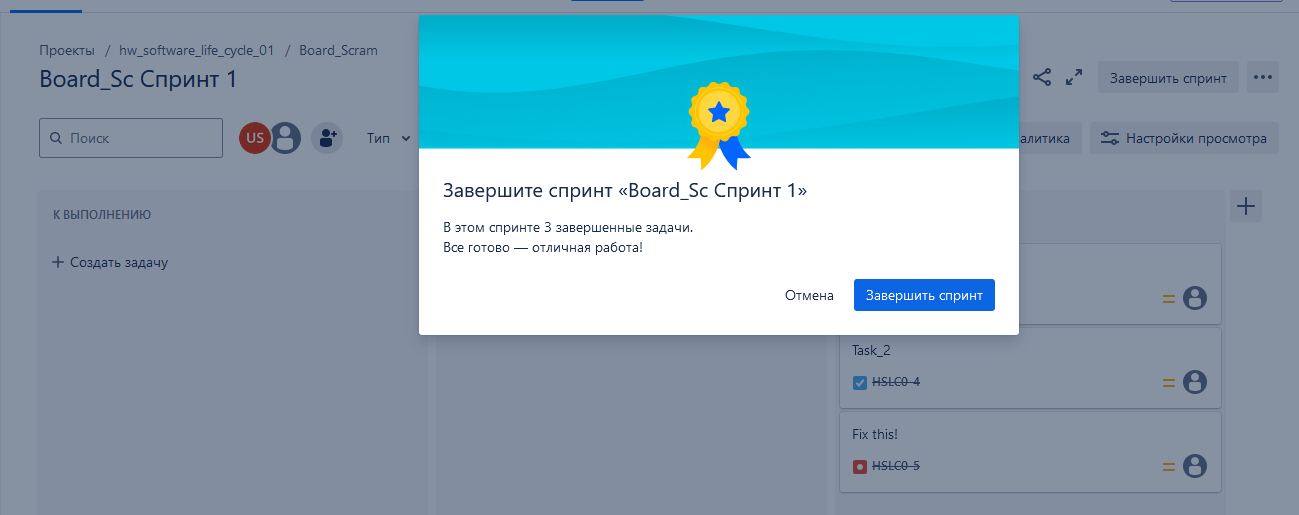 Проекты / hw_software_life_cycle_01 / Board_Scram
Board_Sc Спринт 1
Завершить спринт
Поиск
US
Тип
Настройки просмотра
К ВЫПОЛНЕНИЮ
Создать задачу
Завершите спринт «Board_Sc Спринт 1»
В этом спринте 3 завершенные задачи.
Все готово — отличная работа!
Отмена
Завершить спринт
Task_2
HSLC0-4
Fix this!
HSLC0-5